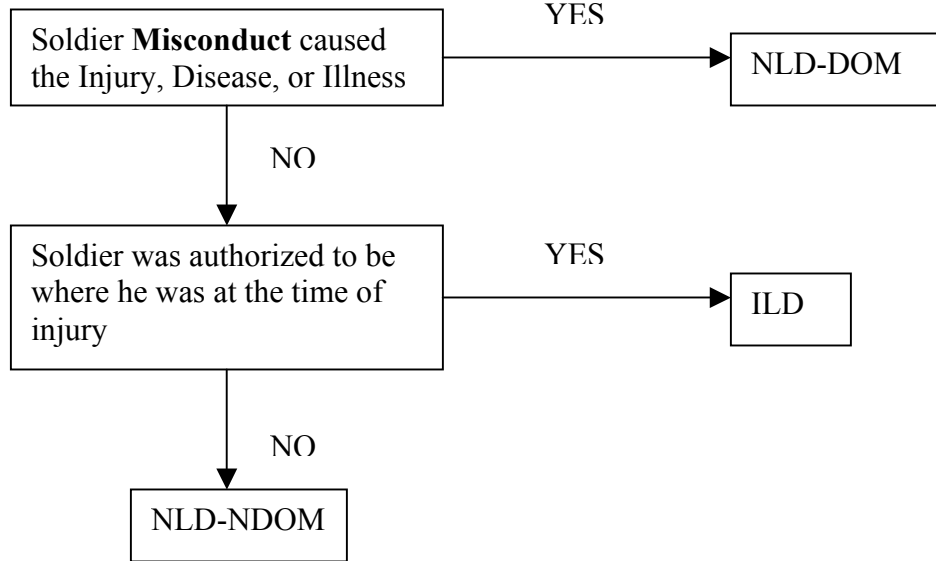 YES
Soldier Misconduct caused
the Injury, Disease, or Illness
NLD-DOM
NO
Soldier was authorized to be
where he was at the time of
injury
YES
ILD
NO
NLD-NDOM